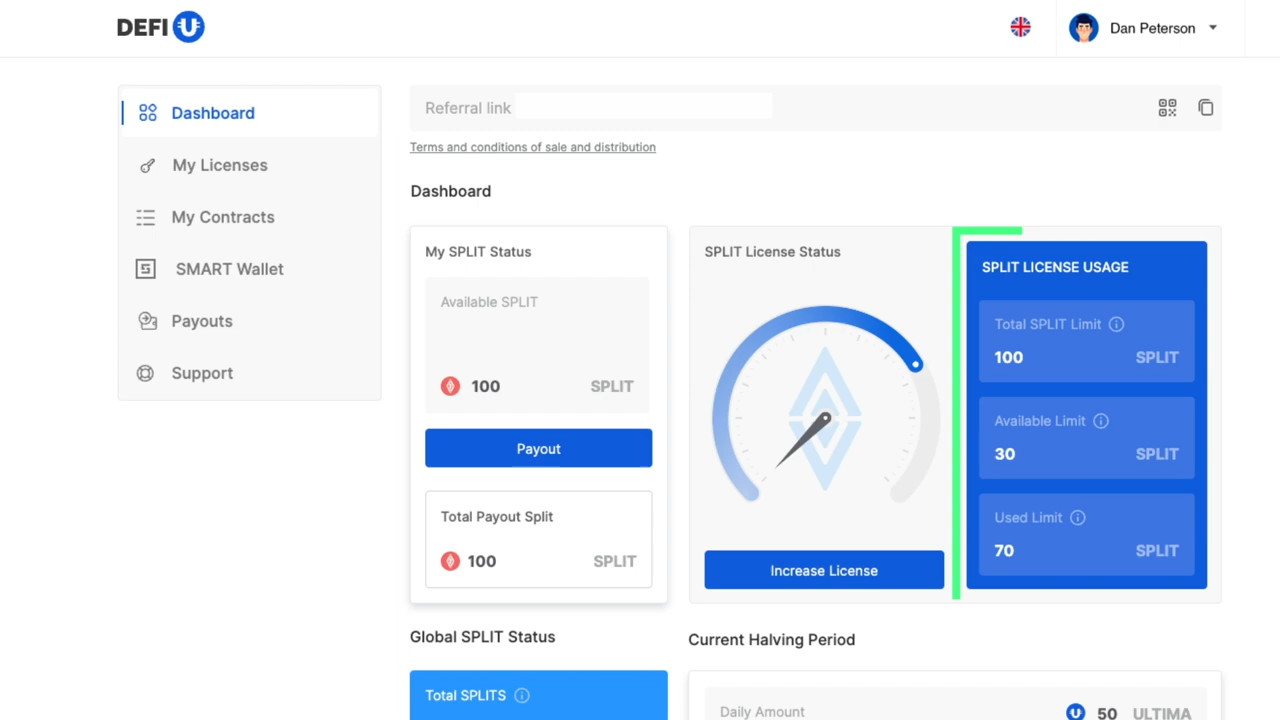 DEFI
Dan Peterson
Dashboard
My Licenses
My Contracts
SMART Wallet
Payouts
Support
Referral link
Terms and conditions of sale and distribution
Dashboard
My SPLIT Status
Available SPLIT
100 SPLIT
Payout
Total Payout Split
100 SPLIT
SPLIT License Status
Increase License
SPLIT LICENSE USAGE
Total SPLIT Limit
100 SPLIT
Available Limit
30 SPLIT
Used Limit
70 SPLIT
Global SPLIT Status
Total SPLITS
Current Halving Period
Daily Amount 50 ULTIMA